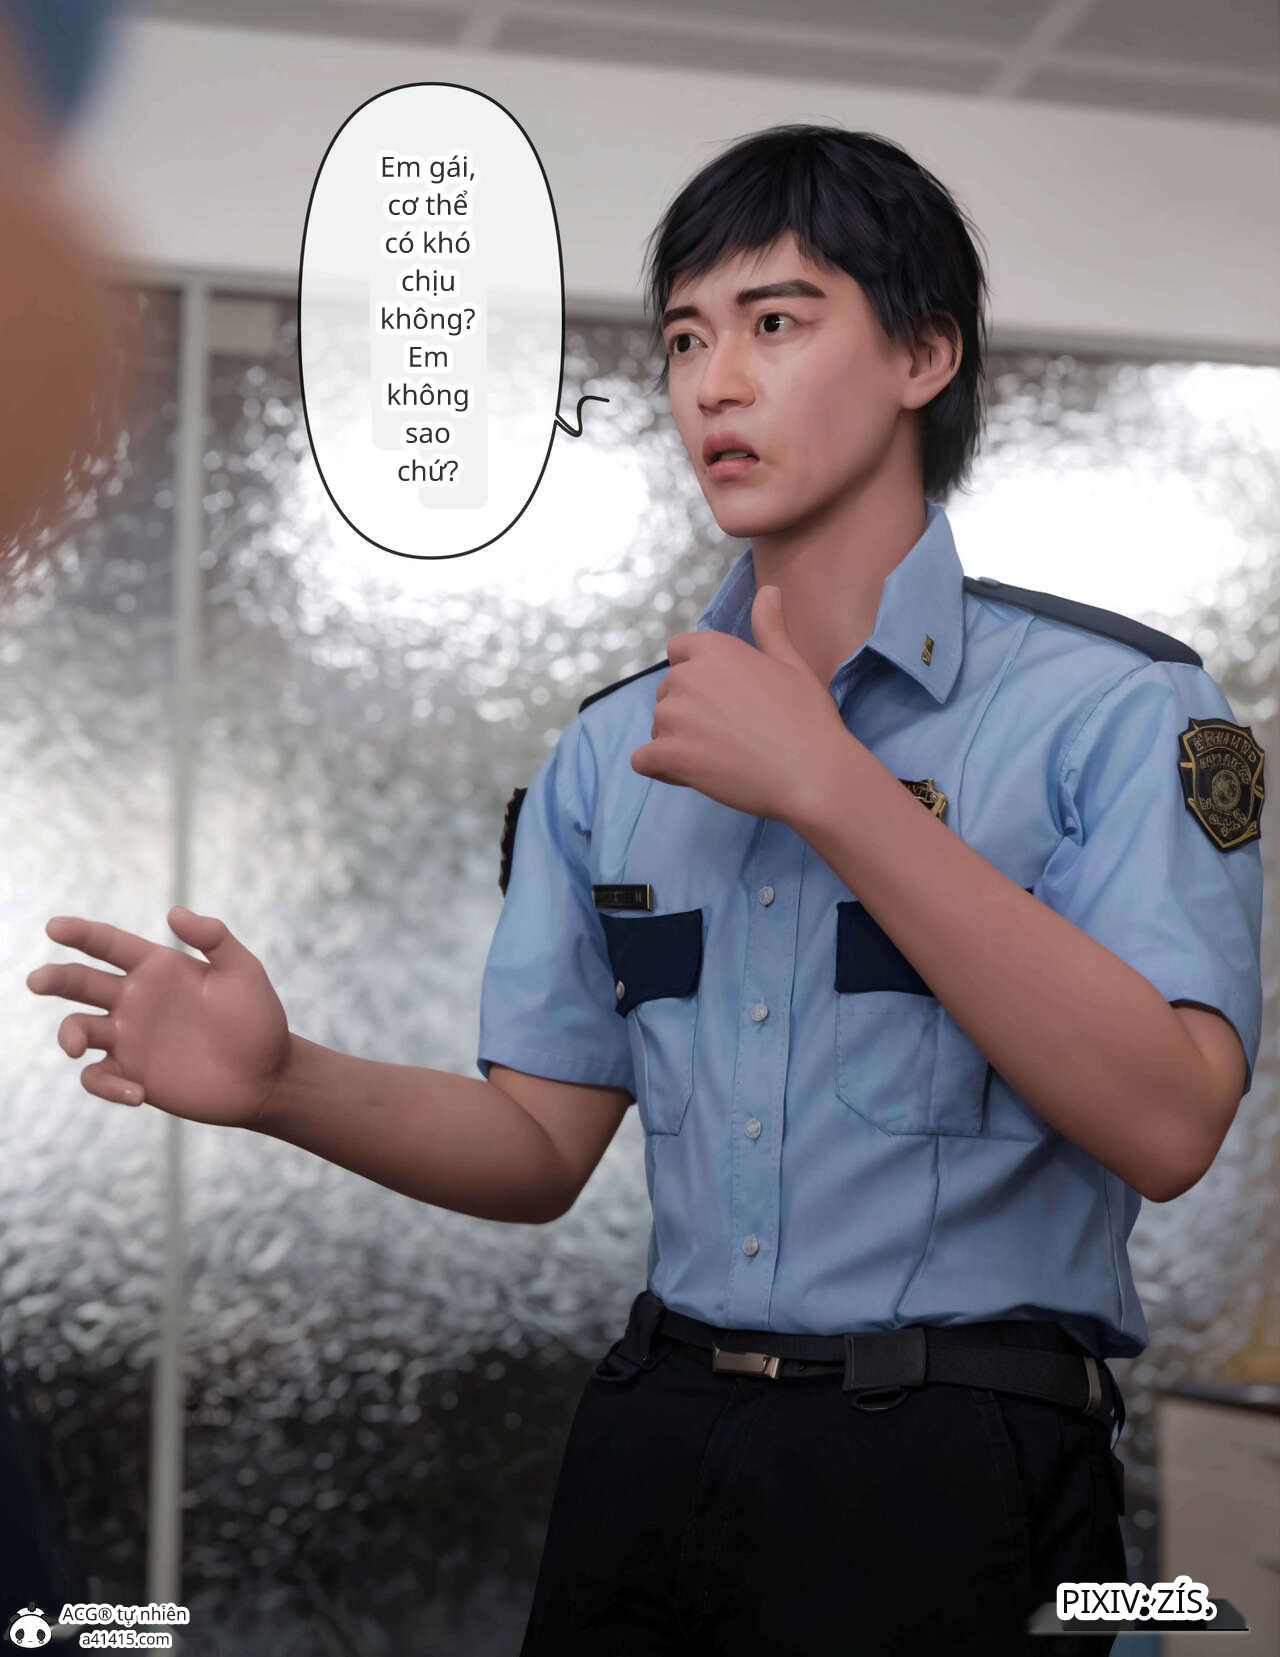 Em gái,
cơ thể
có khó
chịu
không?
Em
không
sao
chứ?
ACG® tự nhiên
a41415.com
PIXIV:ZÍS,